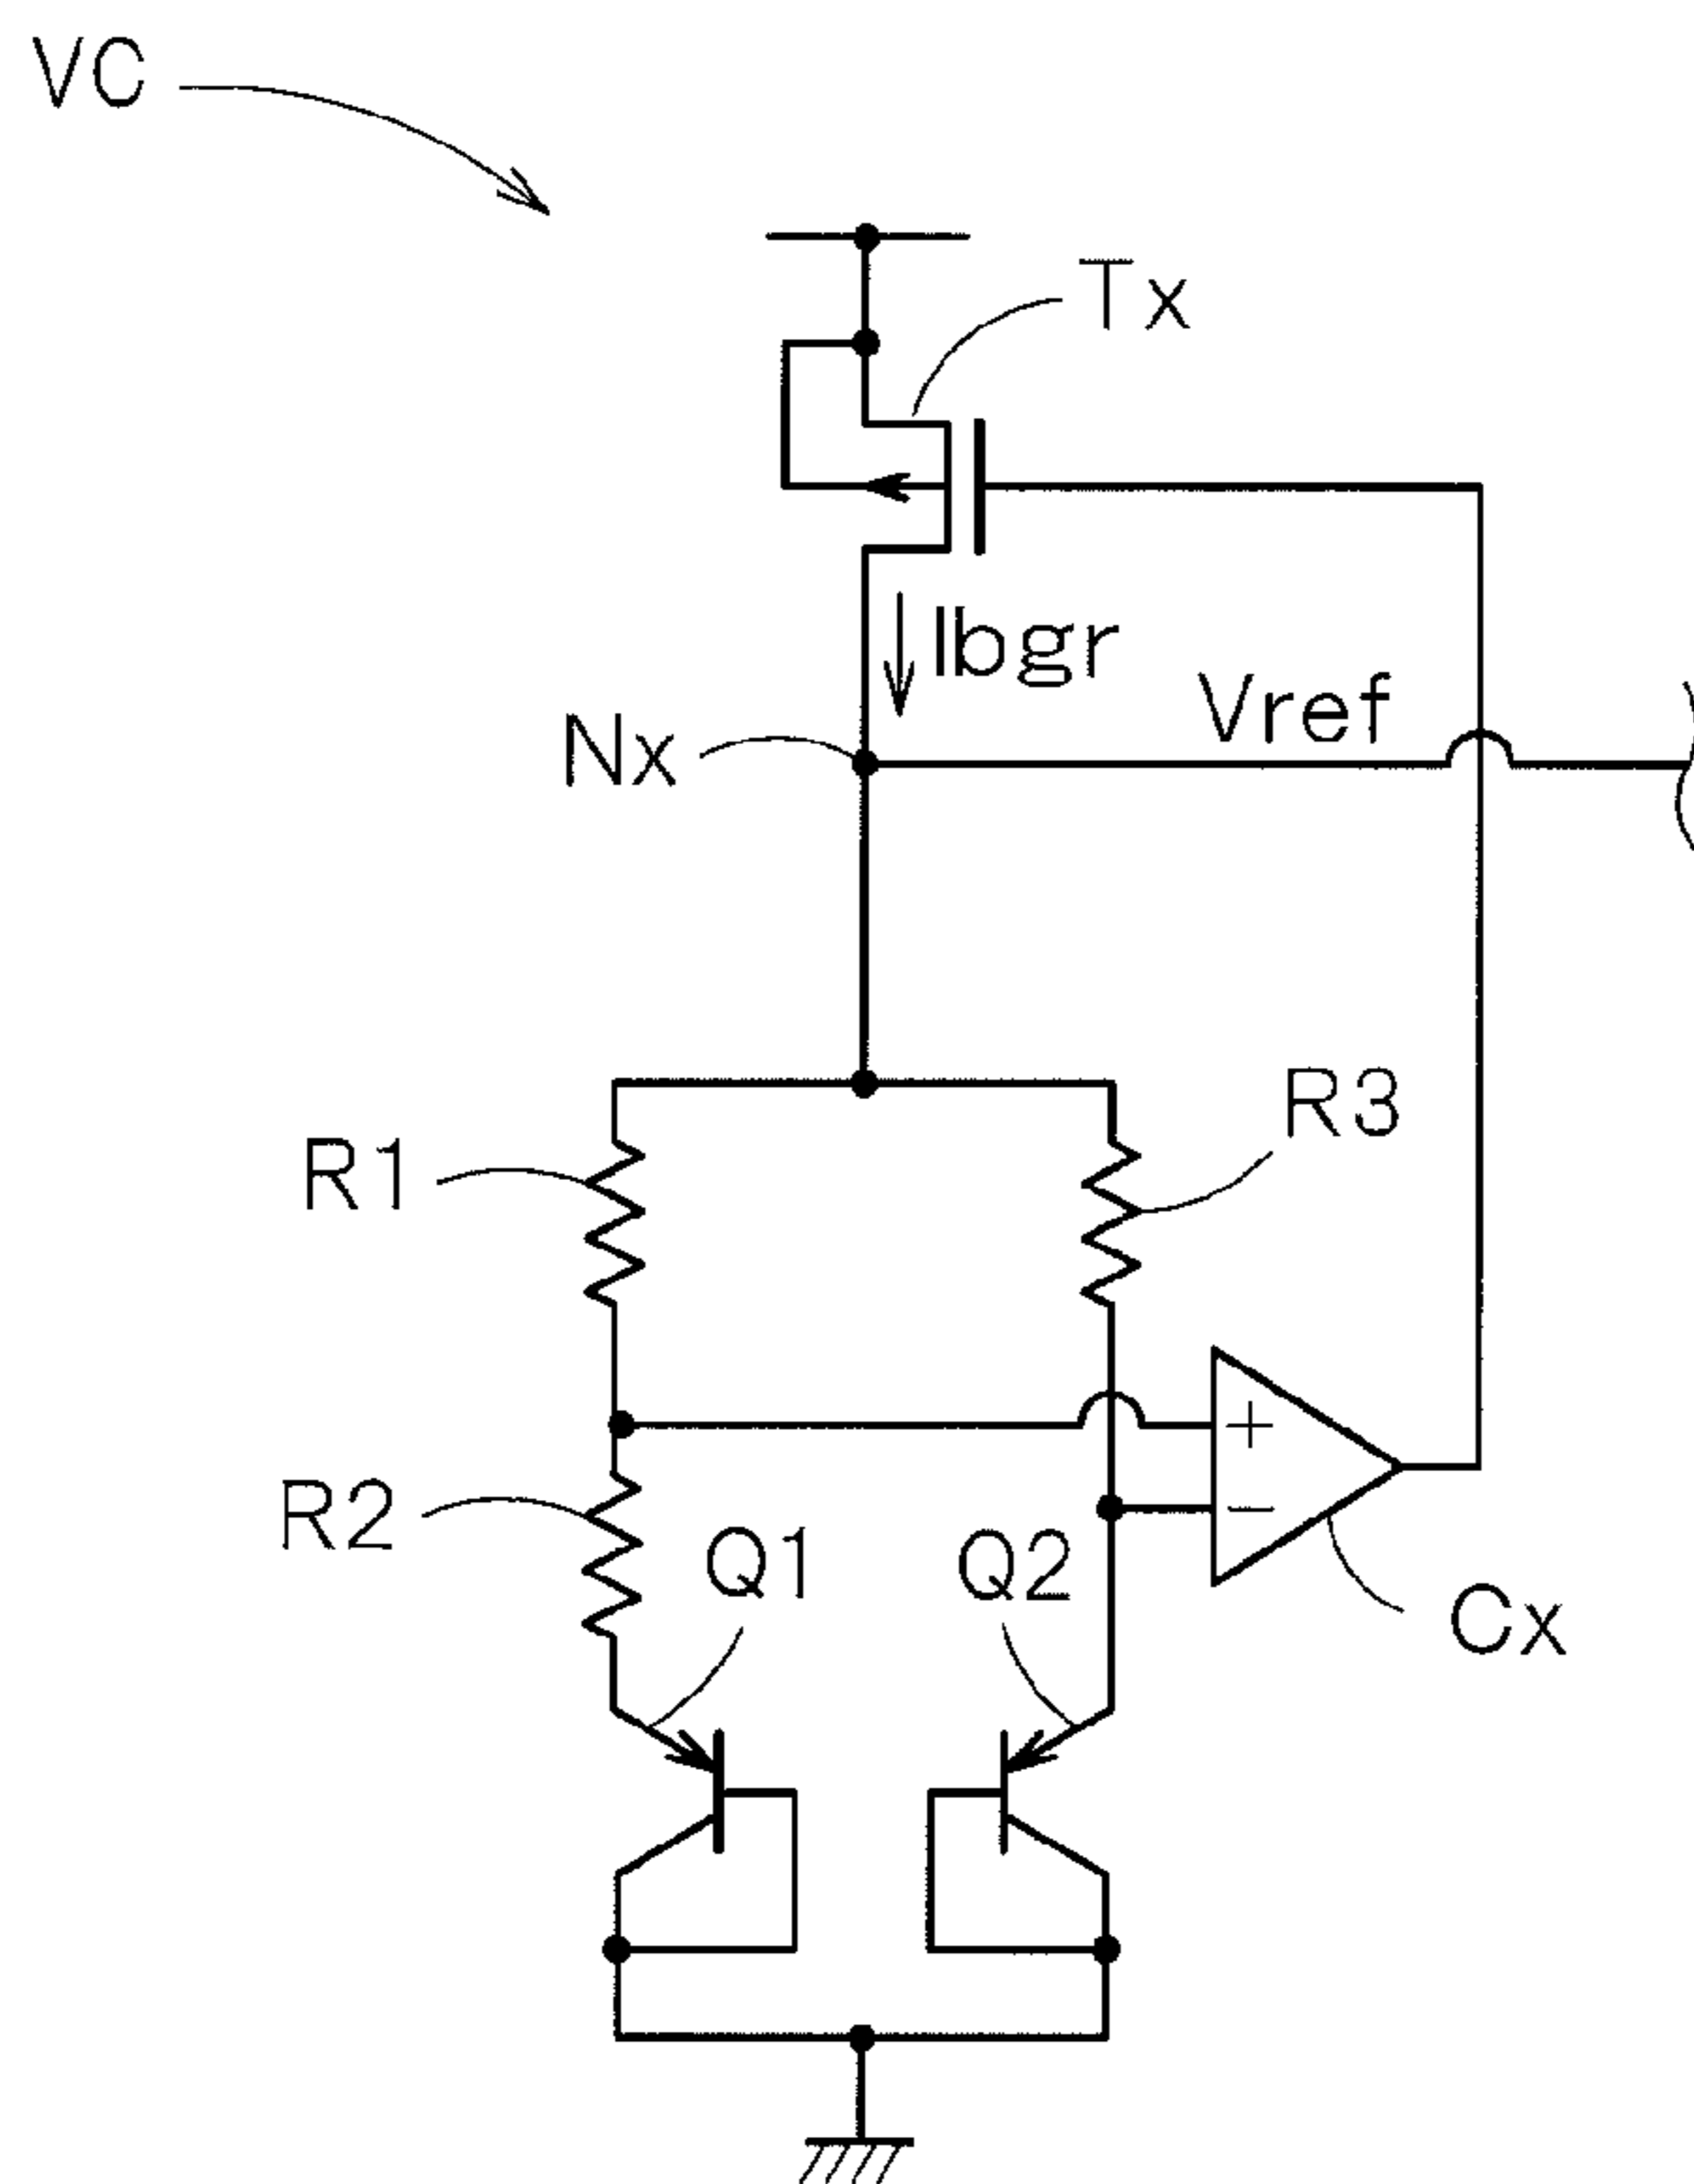 VC
Tx
Ibgr
Vref
Nx
R3
R1
+
R2
Q1
Q2
−
Cx